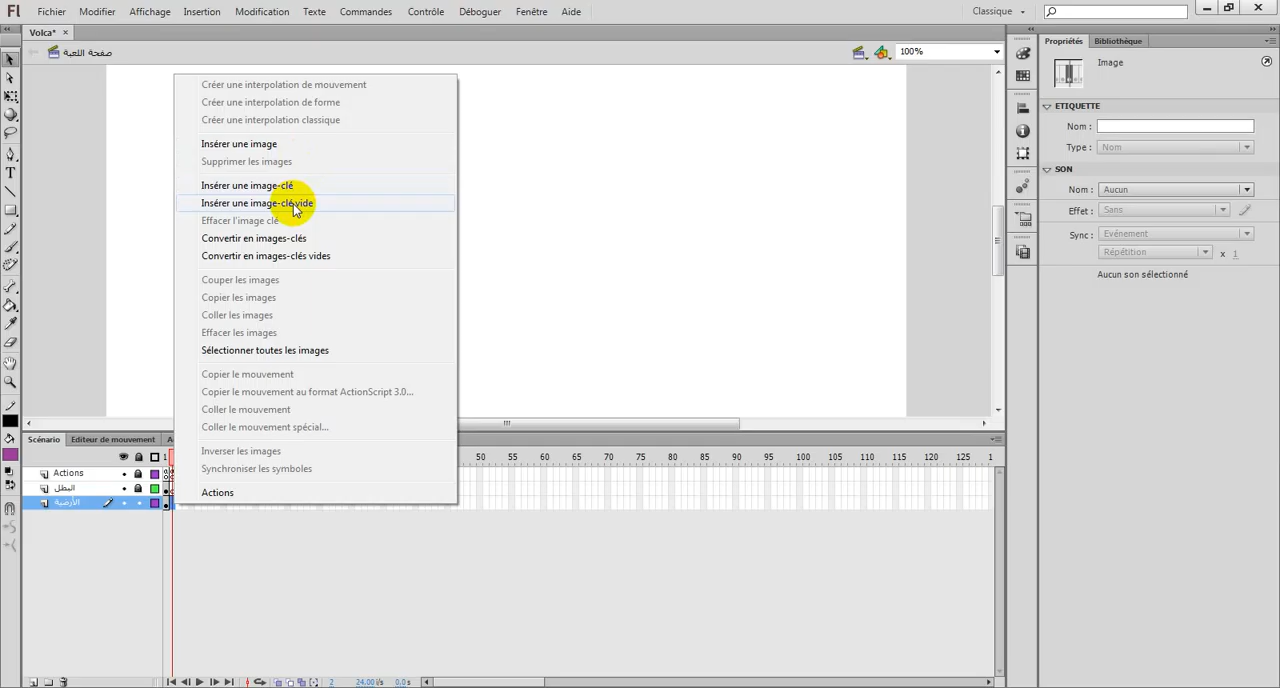 Fl Fichier Modifier Affichage Insertion Modification Texte Commandes Contrôle Déboguer Fenêtre Aide Classique
Volca* ×
صفحة اللعبة 100%
Propriétés Bibliothèque
Image
ETIQUETTE
Nom :
Type : Nom
SON
Nom : Aucun
Effet : Sans
Sync : Evénement
Répétition x 1
Aucun son sélectionné
Créer une interpolation de mouvement
Créer une interpolation de forme
Créer une interpolation classique
Insérer une image
Supprimer les images
Insérer une image-clé
Insérer une image-clé vide
Effacer l'image clé
Convertir en images-clés
Convertir en images-clés vides
Couper les images
Copier les images
Coller les images
Effacer les images
Sélectionner toutes les images
Copier le mouvement
Copier le mouvement au format ActionScript 3.0...
Coller le mouvement
Coller le mouvement spécial...
Inverser les images
Synchroniser les symboles
Actions
Scénario Editeur de mouvement
1 50 55 60 65 70 75 80 85 90 95 100 105 110 115 120 125 1
Actions
البطل
الأرضية
2 24.00 i/s 0.0 s